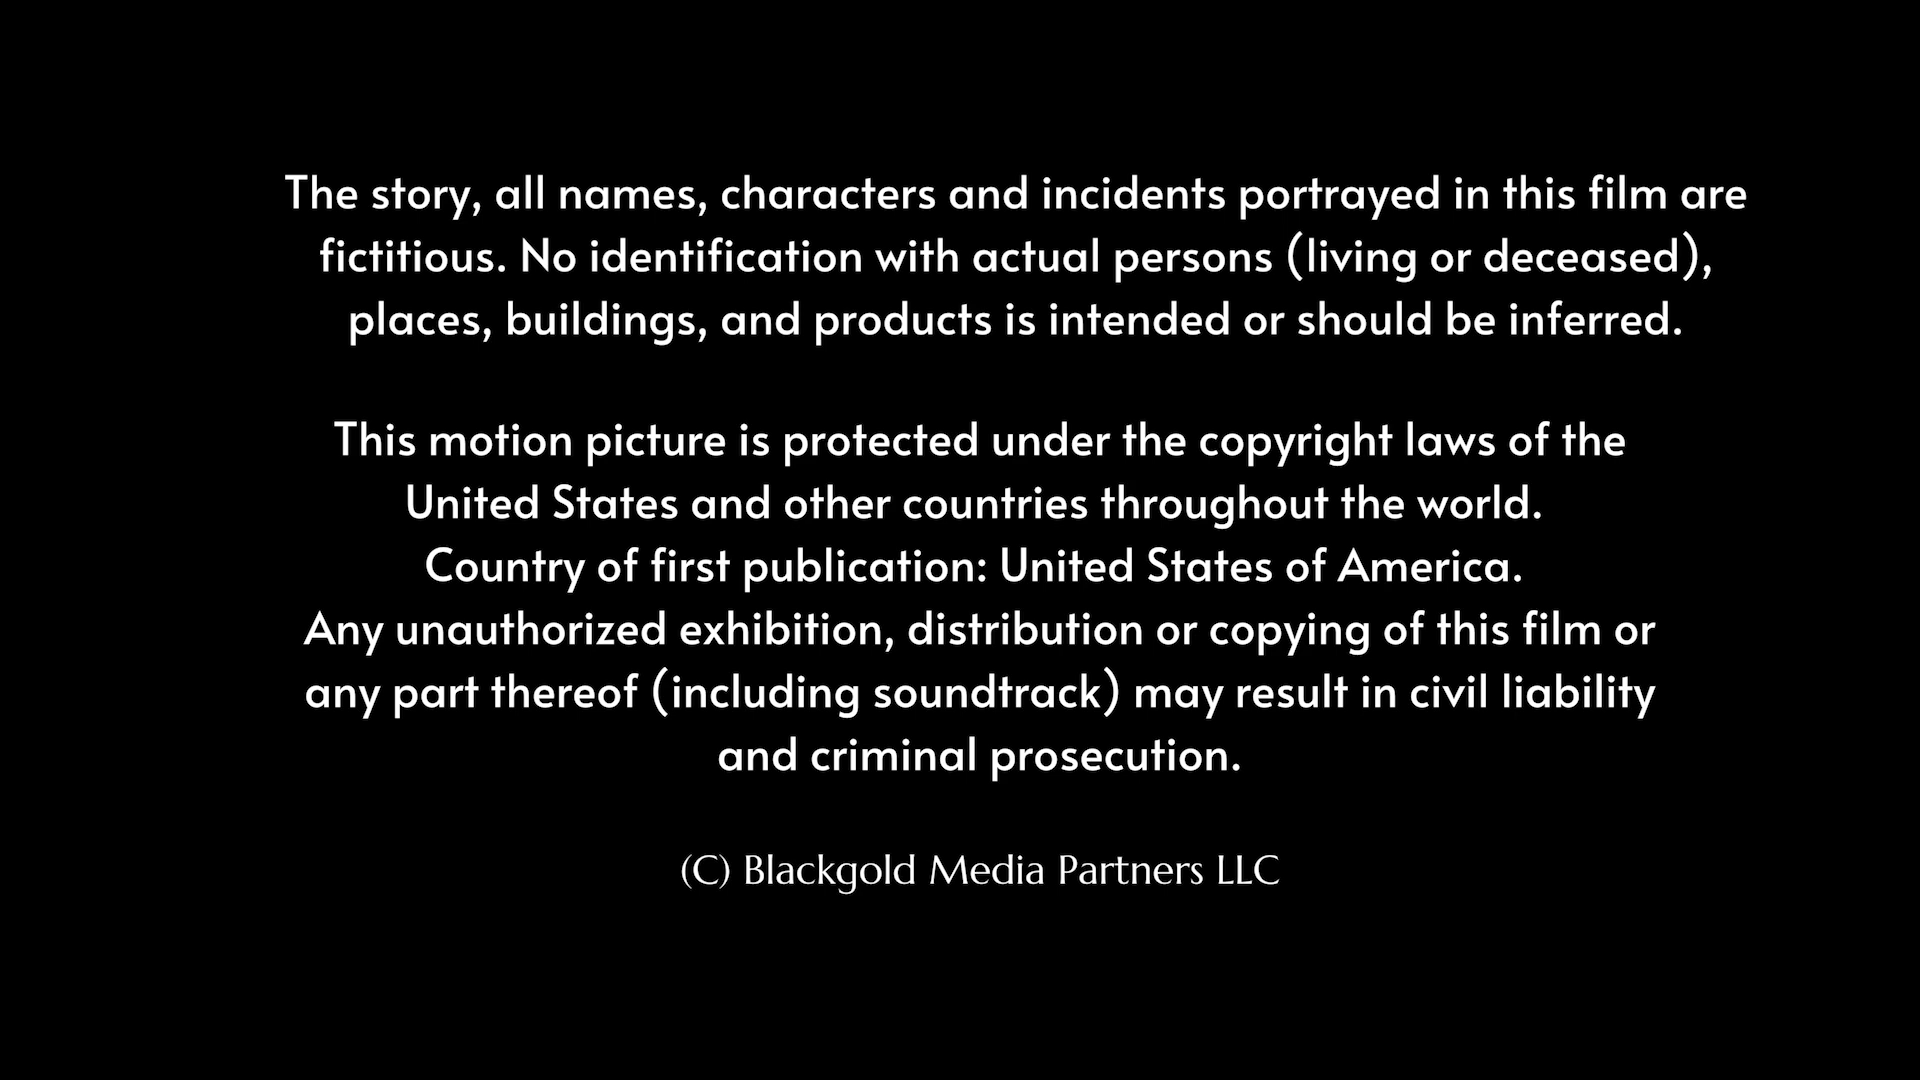 The story, all names, characters and incidents portrayed in this film are
fictitious. No identification with actual persons (living or deceased),
places, buildings, and products is intended or should be inferred.
This motion picture is protected under the copyright laws of the
United States and other countries throughout the world.
Country of first publication: United States of America.
Any unauthorized exhibition, distribution or copying of this film or
any part thereof (including soundtrack) may result in civil liability
and criminal prosecution.
(C) Blackgold Media Partners LLC